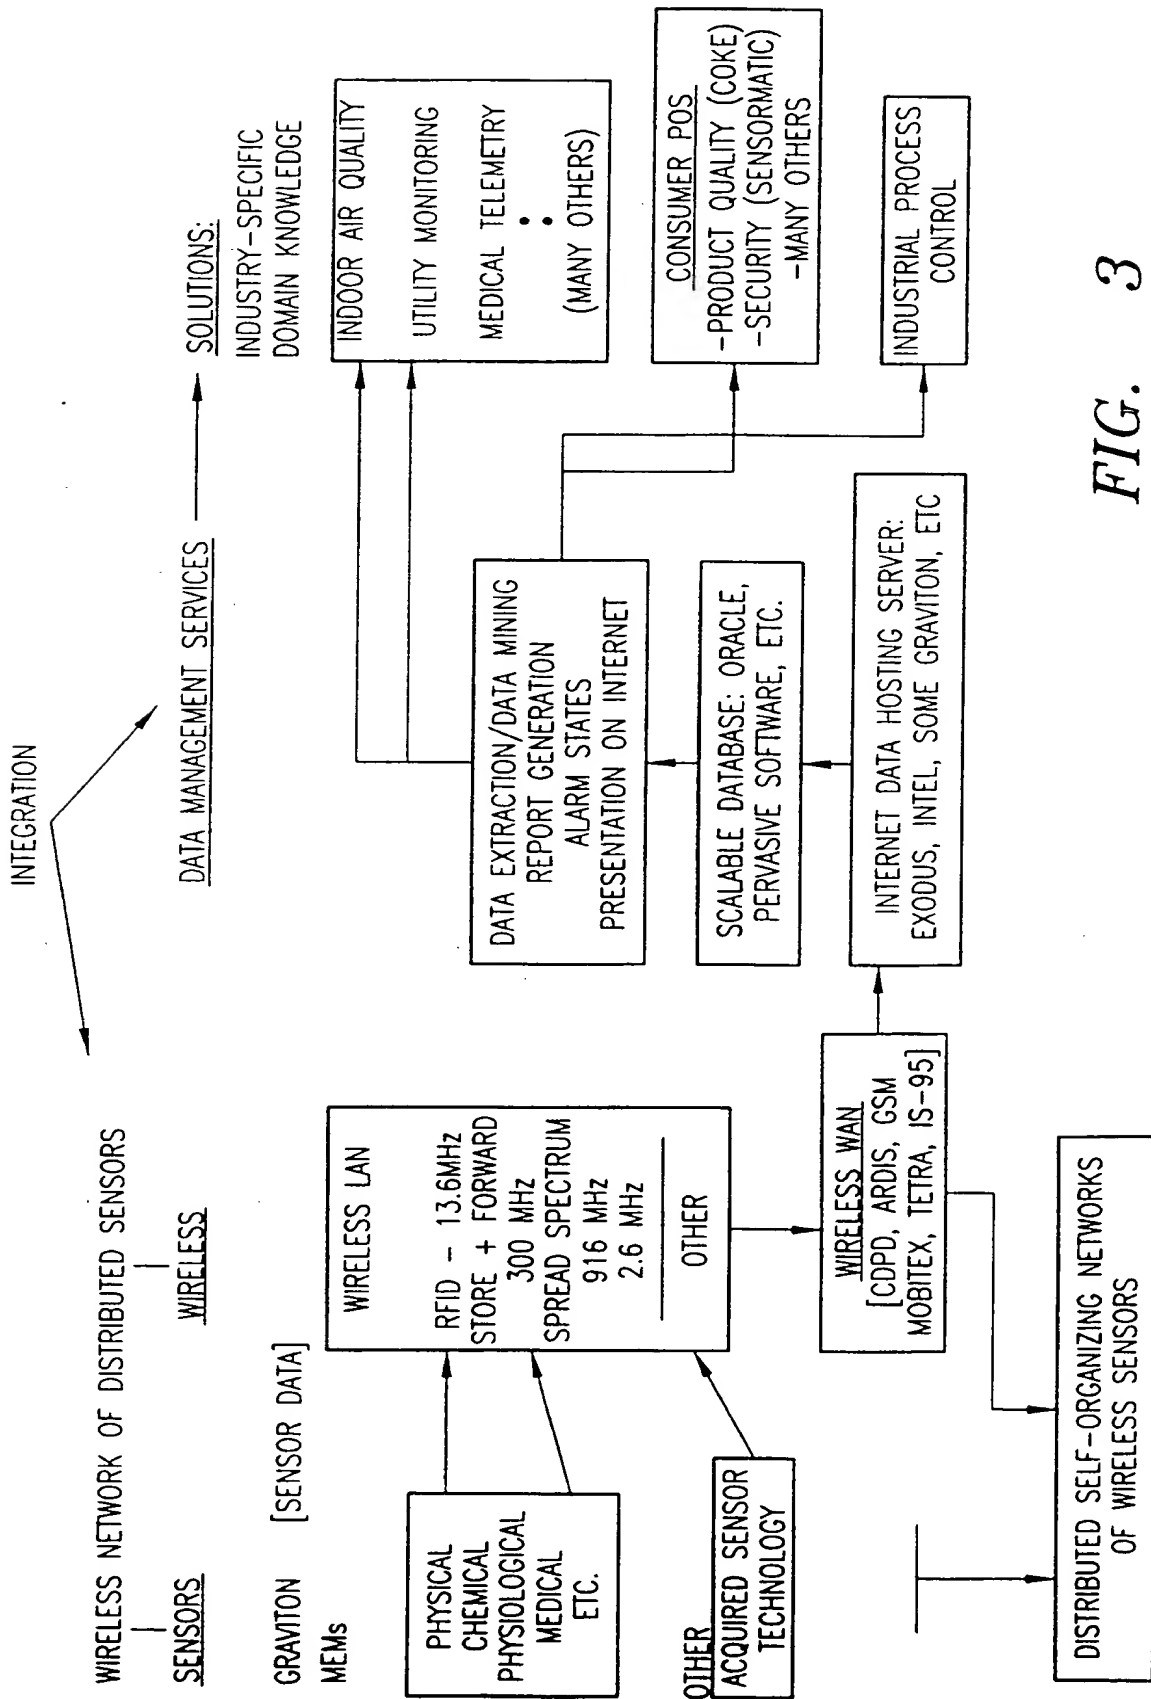 INTEGRATION
WIRELESS NETWORK OF DISTRIBUTED SENSORS
SENSORS
WIRELESS
DATA MANAGEMENT SERVICES
SOLUTIONS:
INDUSTRY-SPECIFIC
DOMAIN KNOWLEDGE
GRAVITON
[SENSOR DATA]
MEMs
PHYSICAL
CHEMICAL
PHYSIOLOGICAL
MEDICAL
ETC.
OTHER
ACQUIRED SENSOR
TECHNOLOGY
WIRELESS LAN
RFID - 13.6MHz
STORE + FORWARD
300 MHz
SPREAD SPECTRUM
916 MHz
2.6 MHz
OTHER
WIRELESS WAN
[CDPD, ARDIS, GSM
MOBITEX, TETRA, IS-95]
DISTRIBUTED SELF-ORGANIZING NETWORKS
OF WIRELESS SENSORS
DATA EXTRACTION/DATA MINING
REPORT GENERATION
ALARM STATES
PRESENTATION ON INTERNET
SCALABLE DATABASE: ORACLE,
PERVASIVE SOFTWARE, ETC.
INTERNET DATA HOSTING SERVER:
EXODUS, INTEL, SOME GRAVITON, ETC
INDOOR AIR QUALITY
UTILITY MONITORING
MEDICAL TELEMETRY
(MANY OTHERS)
CONSUMER POS
-PRODUCT QUALITY (COKE)
-SECURITY (SENSORMATIC)
-MANY OTHERS
INDUSTRIAL PROCESS
CONTROL
FIG. 3